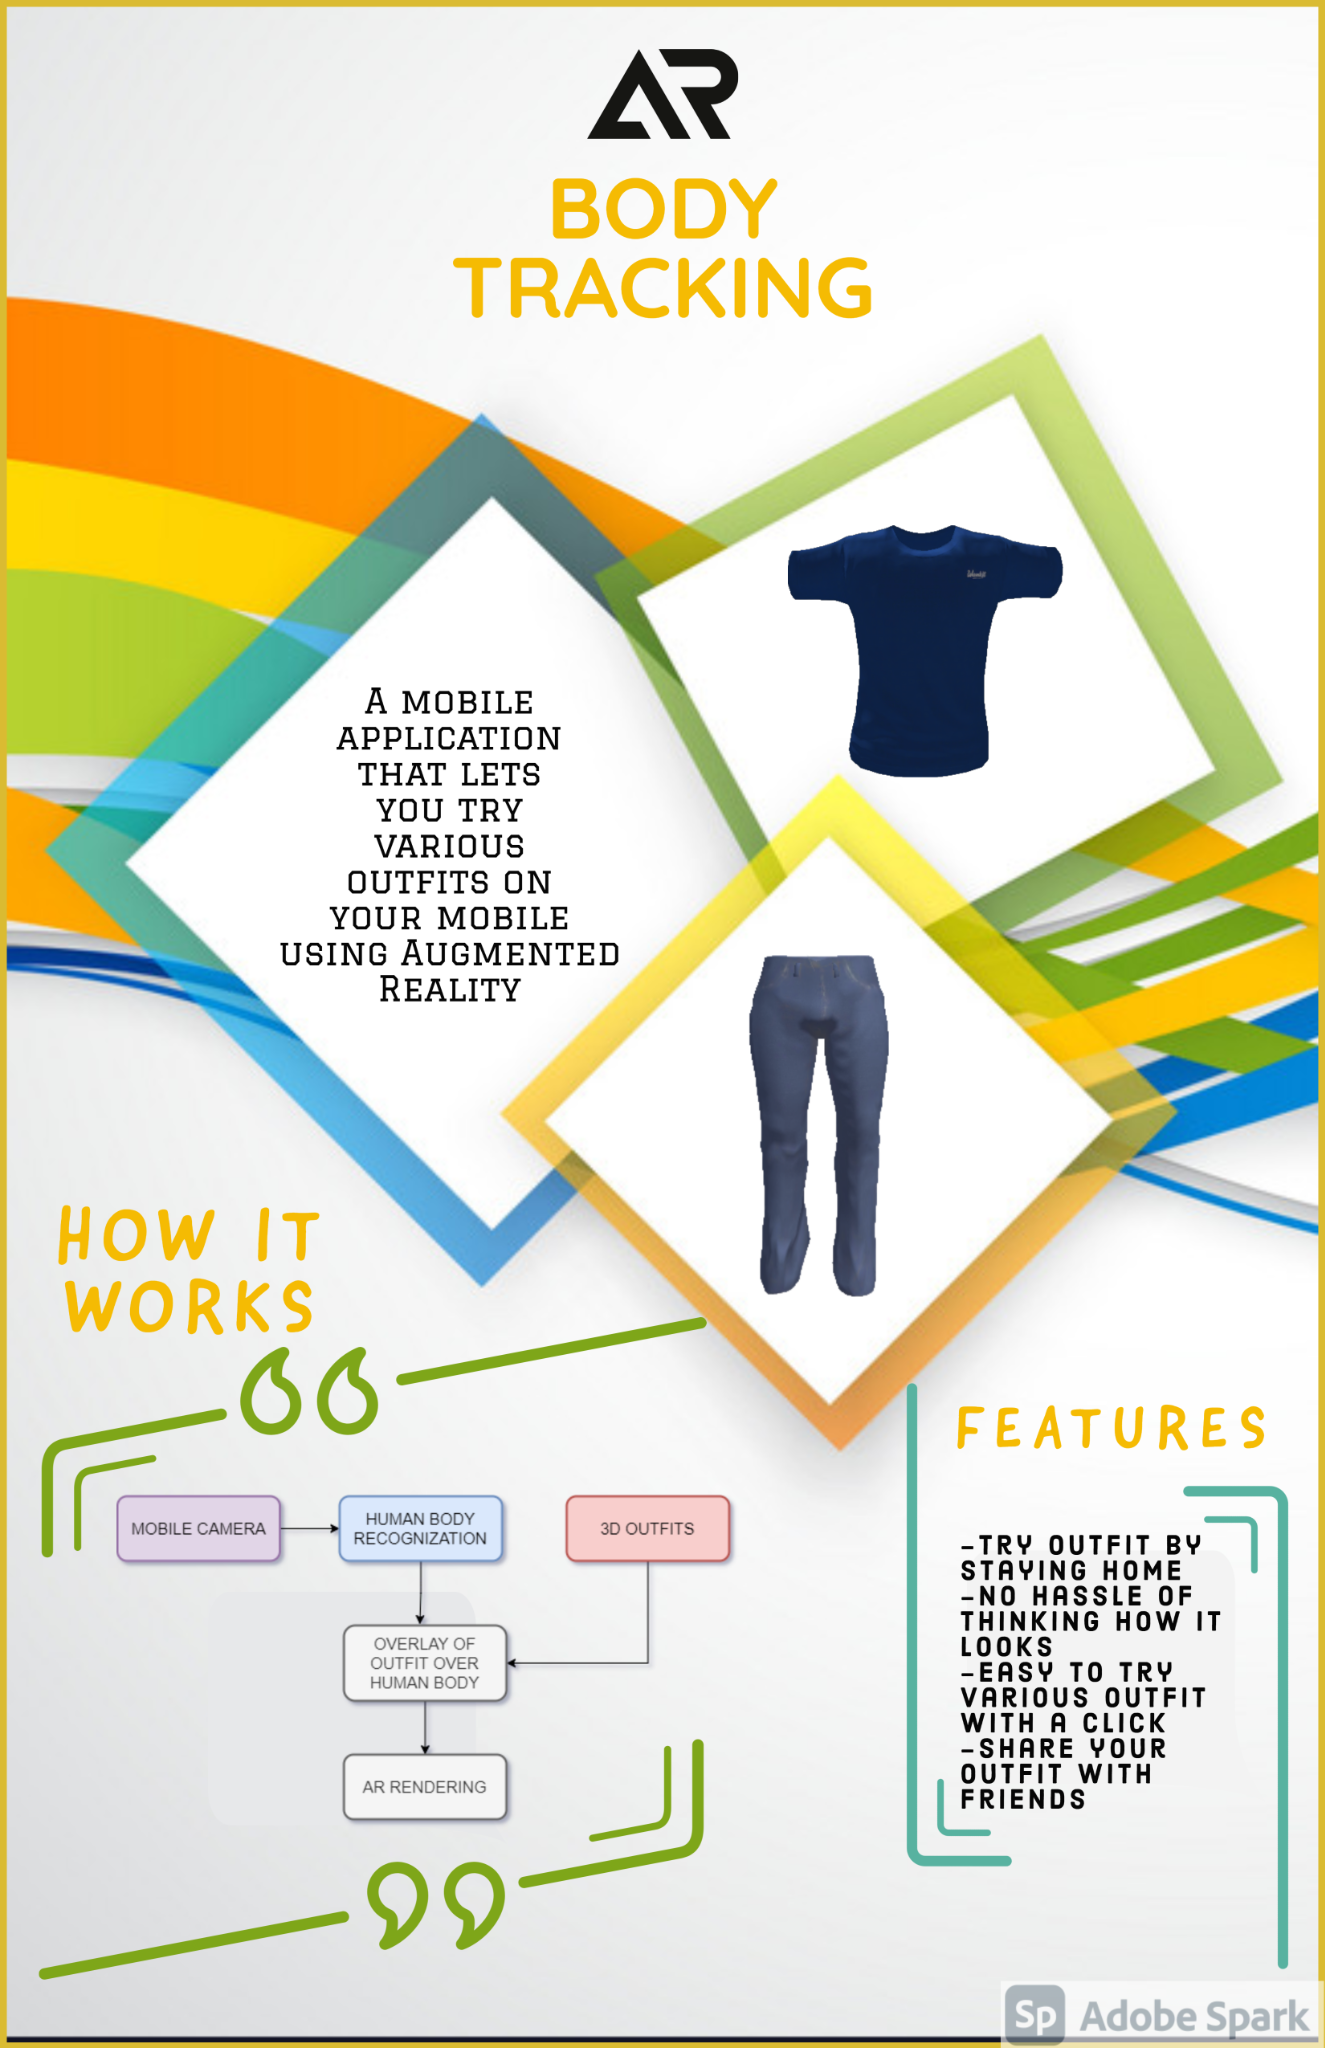 AR
BODY
TRACKING
A MOBILE
APPLICATION
THAT LETS
YOU TRY
VARIOUS
OUTFITS ON
YOUR MOBILE
USING AUGMENTED
REALITY
HOW IT
WORKS
MOBILE CAMERA
HUMAN BODY
RECOGNIZATION
3D OUTFITS
OVERLAY OF
OUTFIT OVER
HUMAN BODY
AR RENDERING
FEATURES
-TRY OUTFIT BY
STAYING HOME
-NO HASSLE OF
THINKING HOW IT
LOOKS
-EASY TO TRY
VARIOUS OUTFIT
WITH A CLICK
-SHARE YOUR
OUTFIT WITH
FRIENDS
Sp Adobe Spark